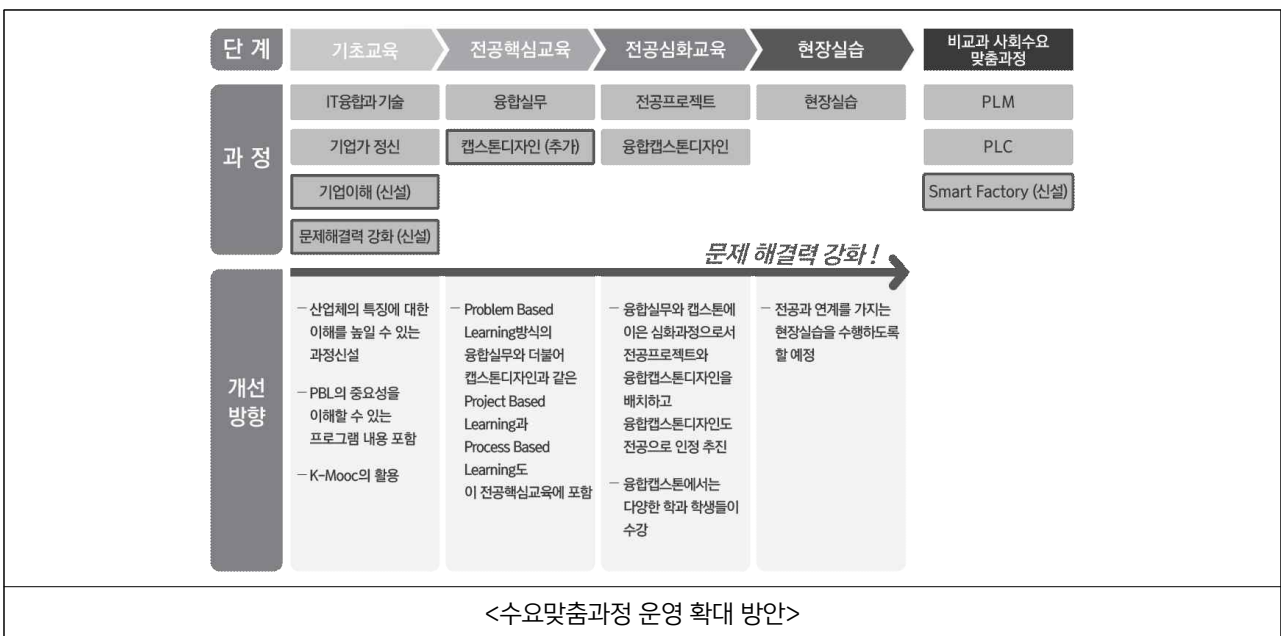 단 계
기초교육
전공핵심교육
전공심화교육
현장실습
비교과 사회수요
맞춤과정
과 정
IT융합과 기술
융합실무
전공프로젝트
현장실습
PLM
기업가 정신
캡스톤디자인 (추가)
융합캡스톤디자인
PLC
기업이해 (신설)
Smart Factory (신설)
문제해결력 강화 (신설)
문제 해결력 강화 !
개선
방향
– 산업체의 특징에 대한
이해를 높일 수 있는
과정신설
– PBL의 중요성을
이해할 수 있는
프로그램 내용 포함
– K-Mooc의 활용
– Problem Based
Learning방식의
융합실무와 더불어
캡스톤디자인과 같은
Project Based
Learning과
Process Based
Learning도
이 전공핵심교육에 포함
– 융합실무와 캡스톤에
이은 심화과정으로서
전공프로젝트와
융합캡스톤디자인을
배치하고
융합캡스톤디자인도
전공으로 인정 추진
– 융합캡스톤에서는
다양한 학과 학생들이
수강
– 전공과 연계를 가지는
현장실습을 수행하도록
할 예정
<수요맞춤과정 운영 확대 방안>